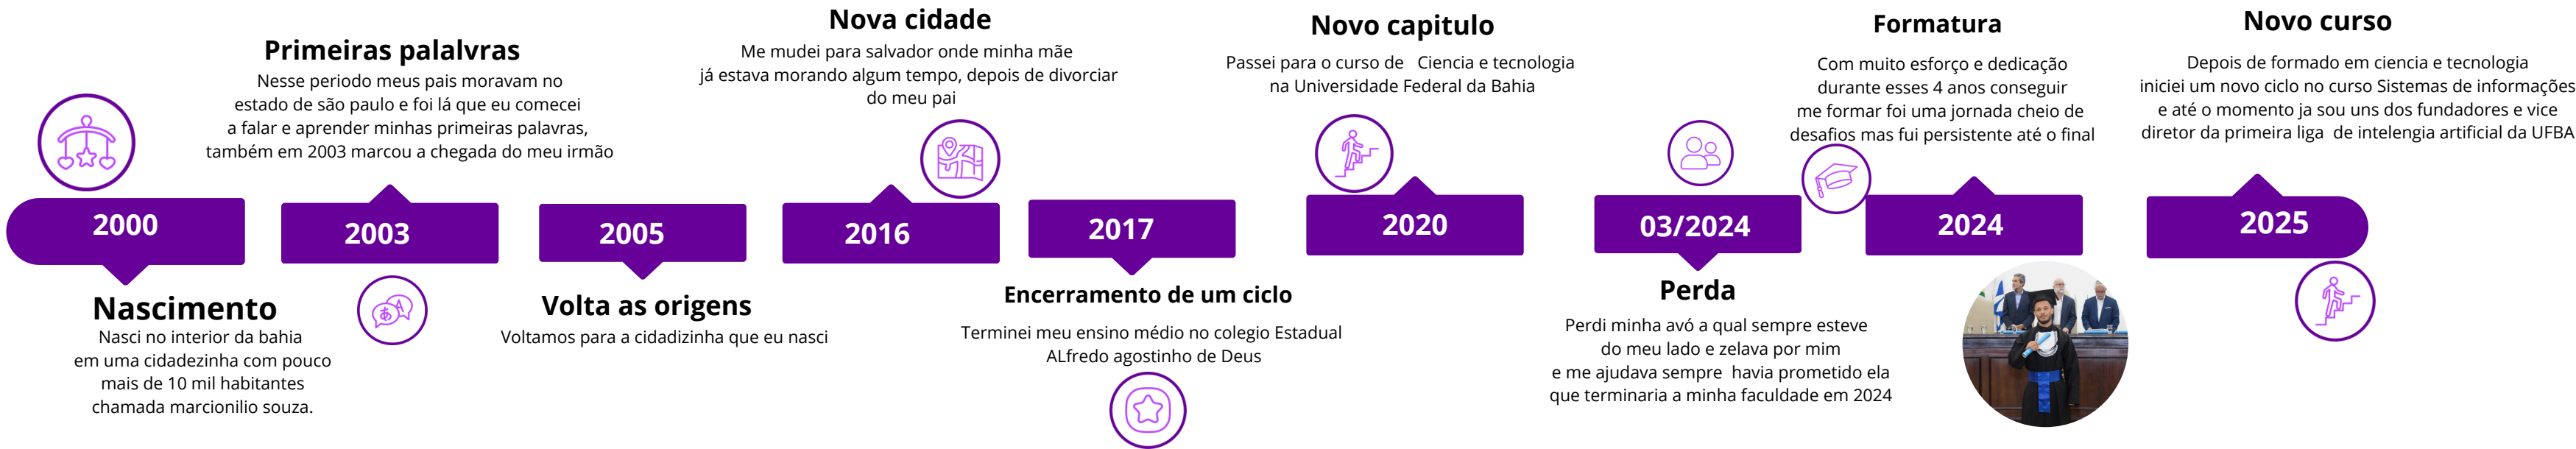 2000
Nascimento
Nasci no interior da bahia
em uma cidadezinha com pouco
mais de 10 mil habitantes
chamada marcionilio souza.
Primeiras palalvras
Nesse periodo meus pais moravam no
estado de são paulo e foi lá que eu comecei
a falar e aprender minhas primeiras palavras,
também em 2003 marcou a chegada do meu irmão
2003
あ A
2005
Volta as origens
Voltamos para a cidadizinha que eu nasci
Nova cidade
Me mudei para salvador onde minha mãe
já estava morando algum tempo, depois de divorciar
do meu pai
2016
2017
Encerramento de um ciclo
Terminei meu ensino médio no colegio Estadual
ALfredo agostinho de Deus
Novo capitulo
Passei para o curso de Ciencia e tecnologia
na Universidade Federal da Bahia
2020
03/2024
Perda
Perdi minha avó a qual sempre esteve
do meu lado e zelava por mim
e me ajudava sempre havia prometido ela
que terminaria a minha faculdade em 2024
Formatura
Com muito esforço e dedicação
durante esses 4 anos conseguir
me formar foi uma jornada cheio de
desafios mas fui persistente até o final
2024
Novo curso
Depois de formado em ciencia e tecnologia
iniciei um novo ciclo no curso Sistemas de informações
e até o momento ja sou uns dos fundadores e vice
diretor da primeira liga de intelengia artificial da UFBA
2025